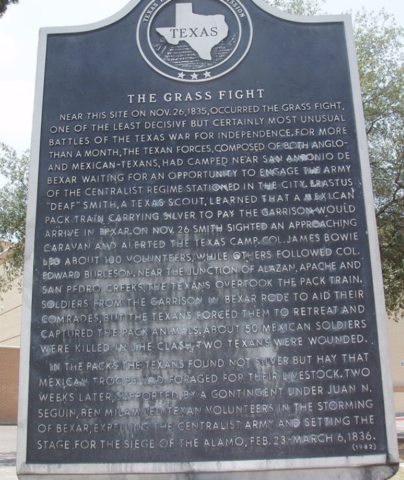 TEXAS
THE GRASS FIGHT
NEAR THIS SITE ON NOV. 26, 1835, OCCURRED THE GRASS FIGHT,
ONE OF THE LEAST DECISIVE BUT CERTAINLY MOST UNUSUAL
BATTLES OF THE TEXAS WAR FOR INDEPENDENCE. FOR MORE
THAN A MONTH, THE TEXAN FORCES, COMPOSED OF BOTH ANGLO-
AND MEXICAN-TEXANS, HAD CAMPED NEAR SAN ANTONIO DE
BEXAR WAITING FOR AN OPPORTUNITY TO ENGAGE THE ARMY
OF THE CENTRALIST REGIME STATIONED IN THE CITY. ERASTUS
"DEAF" SMITH, A TEXAS SCOUT, LEARNED THAT A MEXICAN
PACK TRAIN, CARRYING SILVER TO PAY THE GARRISON, WOULD
ARRIVE IN BEXAR. ON NOV. 26 SMITH SIGHTED AN APPROACHING
CARAVAN AND ALERTED THE TEXAS CAMP. COL. JAMES BOWIE
LED ABOUT 100 VOLUNTEERS, WHILE OTHERS FOLLOWED COL.
EDWARD BURLESON. NEAR THE JUNCTION OF ALAZAN, APACHE AND
SAN PEDRO CREEKS, THE TEXANS OVERTOOK THE PACK TRAIN.
SOLDIERS FROM THE GARRISON IN BEXAR RODE TO AID THEIR
COMRADES, BUT THE TEXANS FORCED THEM TO RETREAT AND
CAPTURED THE PACK ANIMALS. ABOUT 50 MEXICAN SOLDIERS
WERE KILLED IN THE CLASH; TWO TEXANS WERE WOUNDED.
IN THE PACKS THE TEXANS FOUND NOT SILVER BUT HAY THAT
MEXICAN TROOPS HAD FORAGED FOR THEIR LIVESTOCK. TWO
WEEKS LATER, SUPPORTED BY A CONTINGENT UNDER JUAN N.
SEGUIN, BEN MILAM LED TEXAN VOLUNTEERS IN THE STORMING
OF BEXAR, EXPELLING THE CENTRALIST ARMY AND SETTING THE
STAGE FOR THE SIEGE OF THE ALAMO, FEB. 23-MARCH 6, 1836.
(1982)